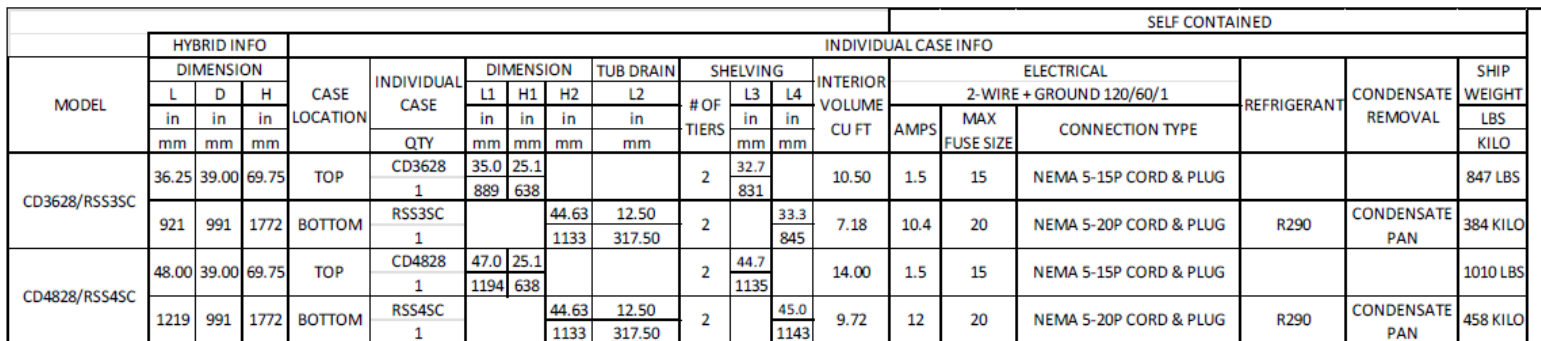 SELF CONTAINED
HYBRID INFO INDIVIDUAL CASE INFO
MODEL DIMENSION CASE LOCATION INDIVIDUAL CASE DIMENSION TUB DRAIN SHELVING INTERIOR VOLUME CU FT ELECTRICAL REFRIGERANT CONDENSATE REMOVAL SHIP WEIGHT
L D H L1 H1 H2 L2 # OF TIERS L3 L4 2-WIRE + GROUND 120/60/1
in in in in in in in in in AMPS MAX FUSE SIZE CONNECTION TYPE LBS
mm mm mm QTY mm mm mm mm mm mm KILO
CD3628/RSS3SC 36.25 39.00 69.75 TOP CD3628 35.0 25.1 2 32.7 10.50 1.5 15 NEMA 5-15P CORD & PLUG 847 LBS
1 889 638 831
921 991 1772 BOTTOM RSS3SC 44.63 12.50 2 33.3 7.18 10.4 20 NEMA 5-20P CORD & PLUG R290 CONDENSATE PAN 384 KILO
1 1133 317.50 845
CD4828/RSS4SC 48.00 39.00 69.75 TOP CD4828 47.0 25.1 2 44.7 14.00 1.5 15 NEMA 5-15P CORD & PLUG 1010 LBS
1 1194 638 1135
1219 991 1772 BOTTOM RSS4SC 44.63 12.50 2 45.0 9.72 12 20 NEMA 5-20P CORD & PLUG R290 CONDENSATE PAN 458 KILO
1 1133 317.50 1143